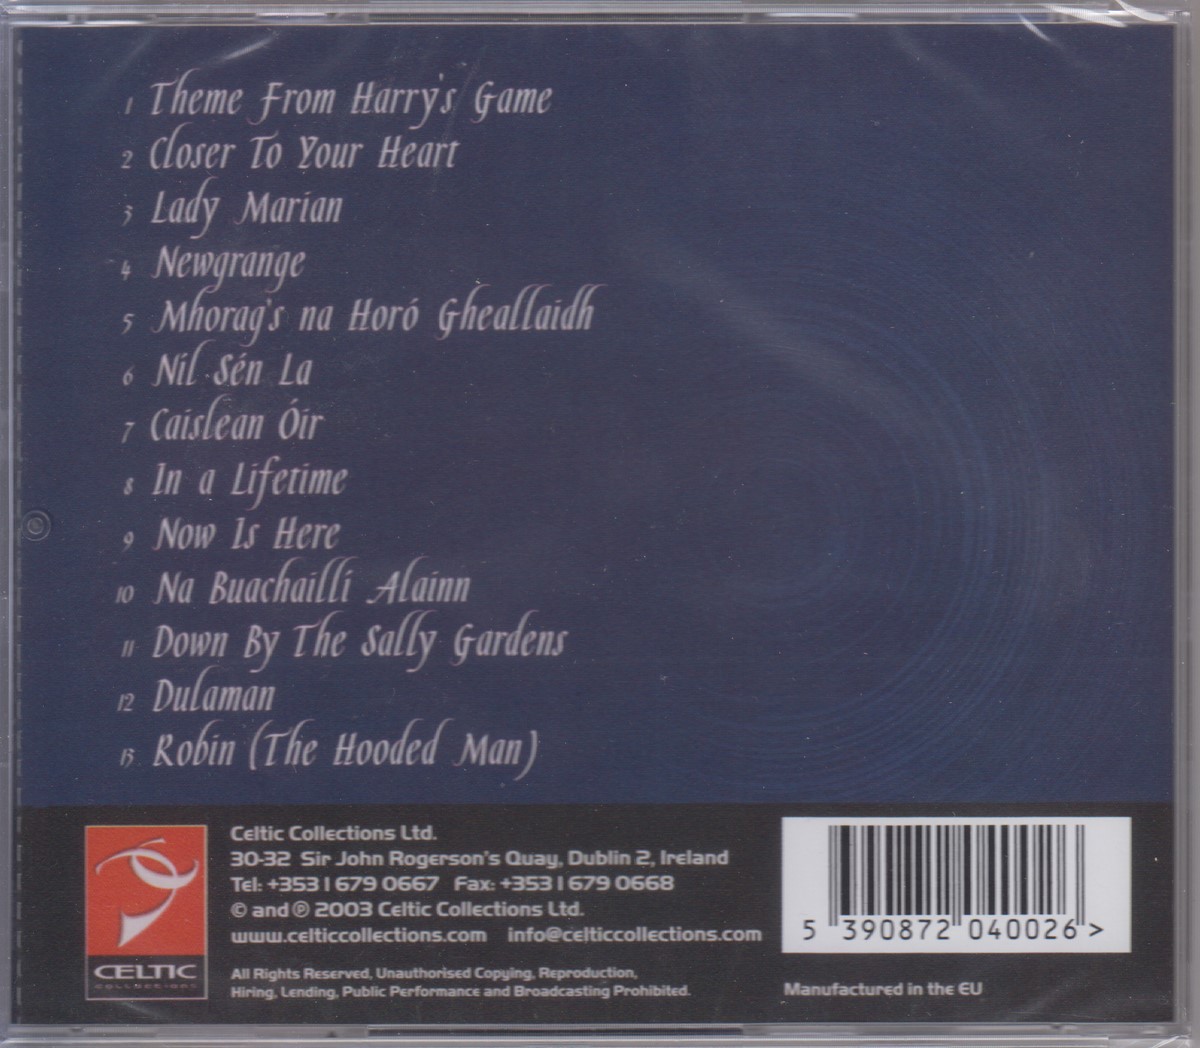 1 Theme From Harry's Game
2 Closer To Your Heart
3 Lady Marian
4 Newgrange
5 Mhorag's na Horó Gheallaidh
6 Níl Sén La
7 Caislean Óir
8 In a Lifetime
9 Now Is Here
10 Na Buachaillí Alainn
11 Down By The Sally Gardens
12 Dulaman
13 Robin (The Hooded Man)
Celtic Collections Ltd.
30-32 Sir John Rogerson's Quay, Dublin 2, Ireland
Tel: +353 1 679 0667 Fax: +353 1 679 0668
© and ℗ 2003 Celtic Collections Ltd.
www.celticcollections.com info@celticcollections.com
All Rights Reserved, Unauthorised Copying, Reproduction,
Hiring, Lending, Public Performance and Broadcasting Prohibited.
CELTIC
COLLECTIONS
5 390872 040026 >
Manufactured in the EU